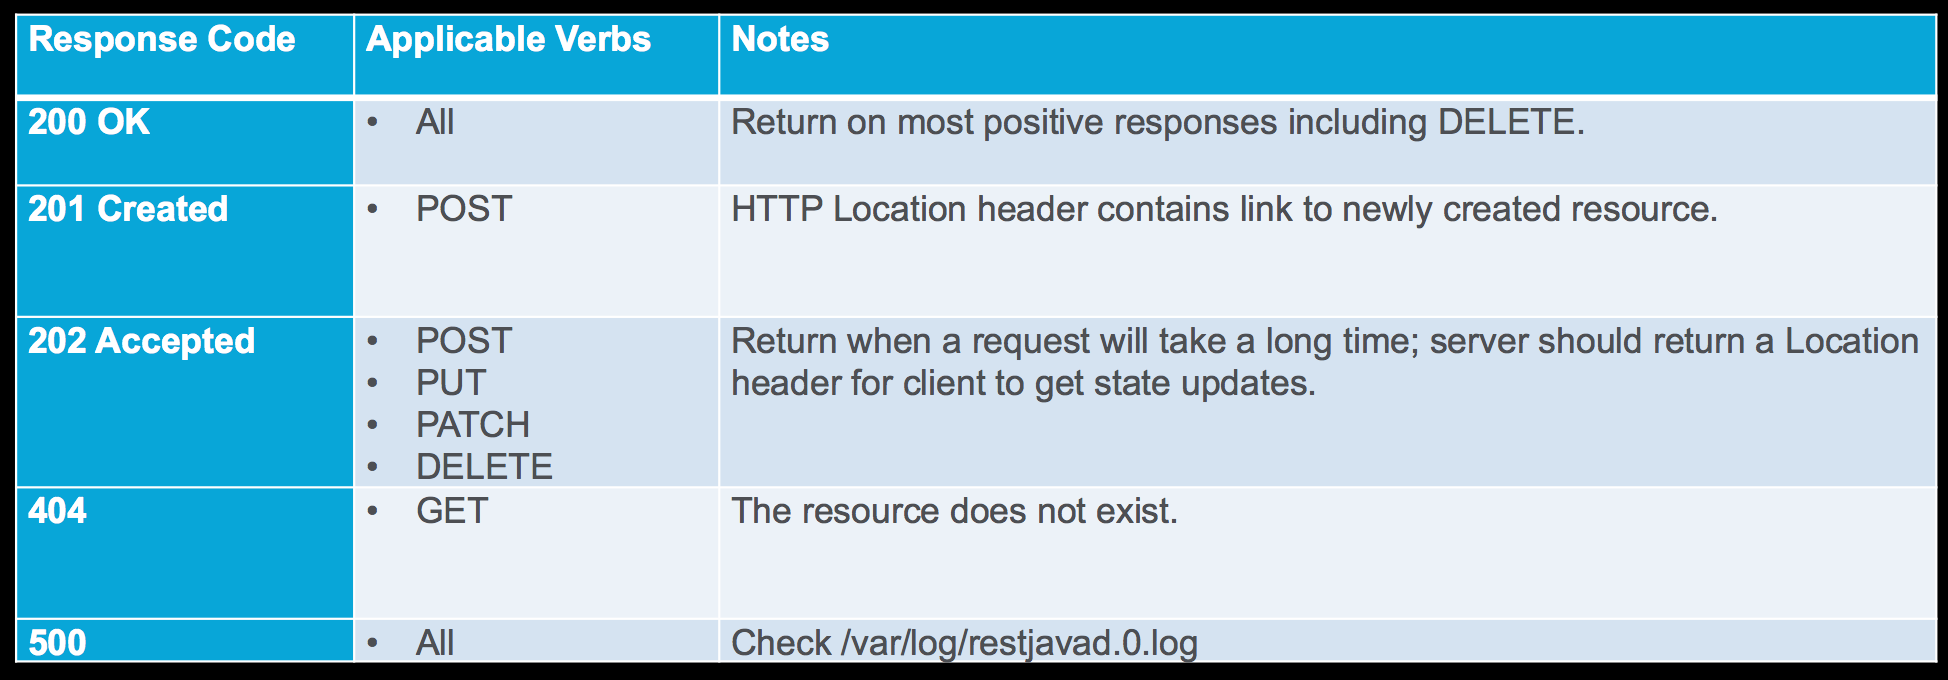 Response Code Applicable Verbs Notes
200 OK • All Return on most positive responses including DELETE.
201 Created • POST HTTP Location header contains link to newly created resource.
202 Accepted • POST Return when a request will take a long time; server should return a Location
• PUT header for client to get state updates.
• PATCH
• DELETE
404 • GET The resource does not exist.
500 • All Check /var/log/restjavad.0.log